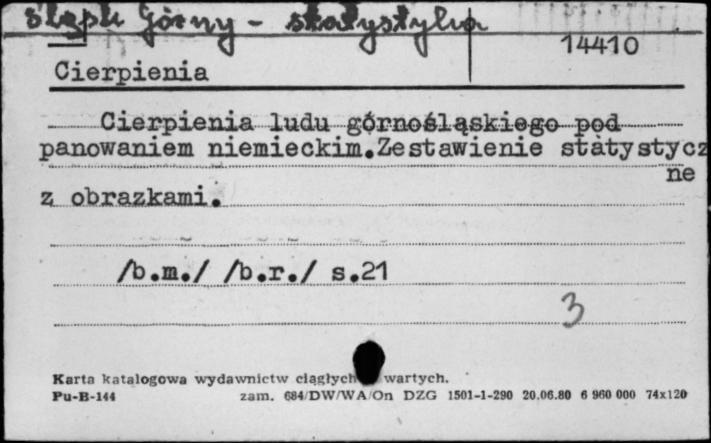 Śląsk Górny - statystyka
14410
Cierpienia
Cierpienia ludu górnośląskiego pod
panowaniem niemieckim.Zestawienie statystycz
ne
z obrazkami.
/b.m./ /b.r./ s.21
3
Karta katalogowa wydawnictw ciągłych wartych.
Pu-B-144 zam. 684/DW/WA/On DZG 1501-1-290 20.06.80 6 960 000 74x120